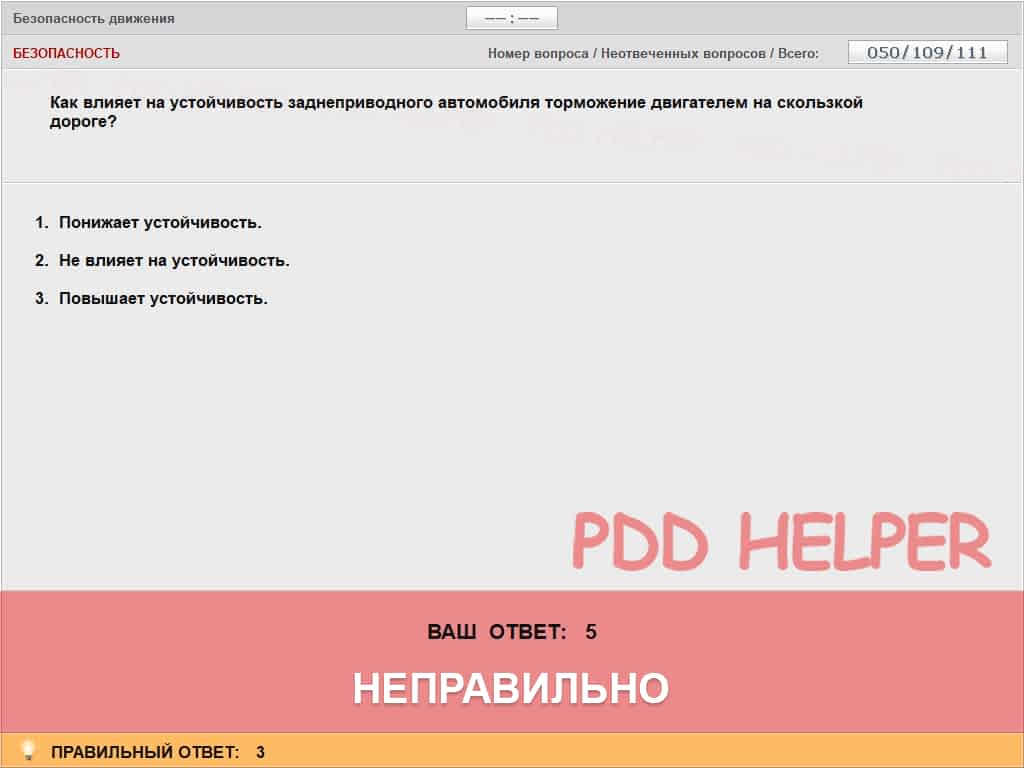 Безопасность движения
––:––
БЕЗОПАСНОСТЬ
Номер вопроса / Неотвеченных вопросов / Всего:
050/109/111
Как влияет на устойчивость заднеприводного автомобиля торможение двигателем на скользкой
дороге?
1. Понижает устойчивость.
2. Не влияет на устойчивость.
3. Повышает устойчивость.
PDD HELPER
ВАШ ОТВЕТ: 5
НЕПРАВИЛЬНО
ПРАВИЛЬНЫЙ ОТВЕТ: 3